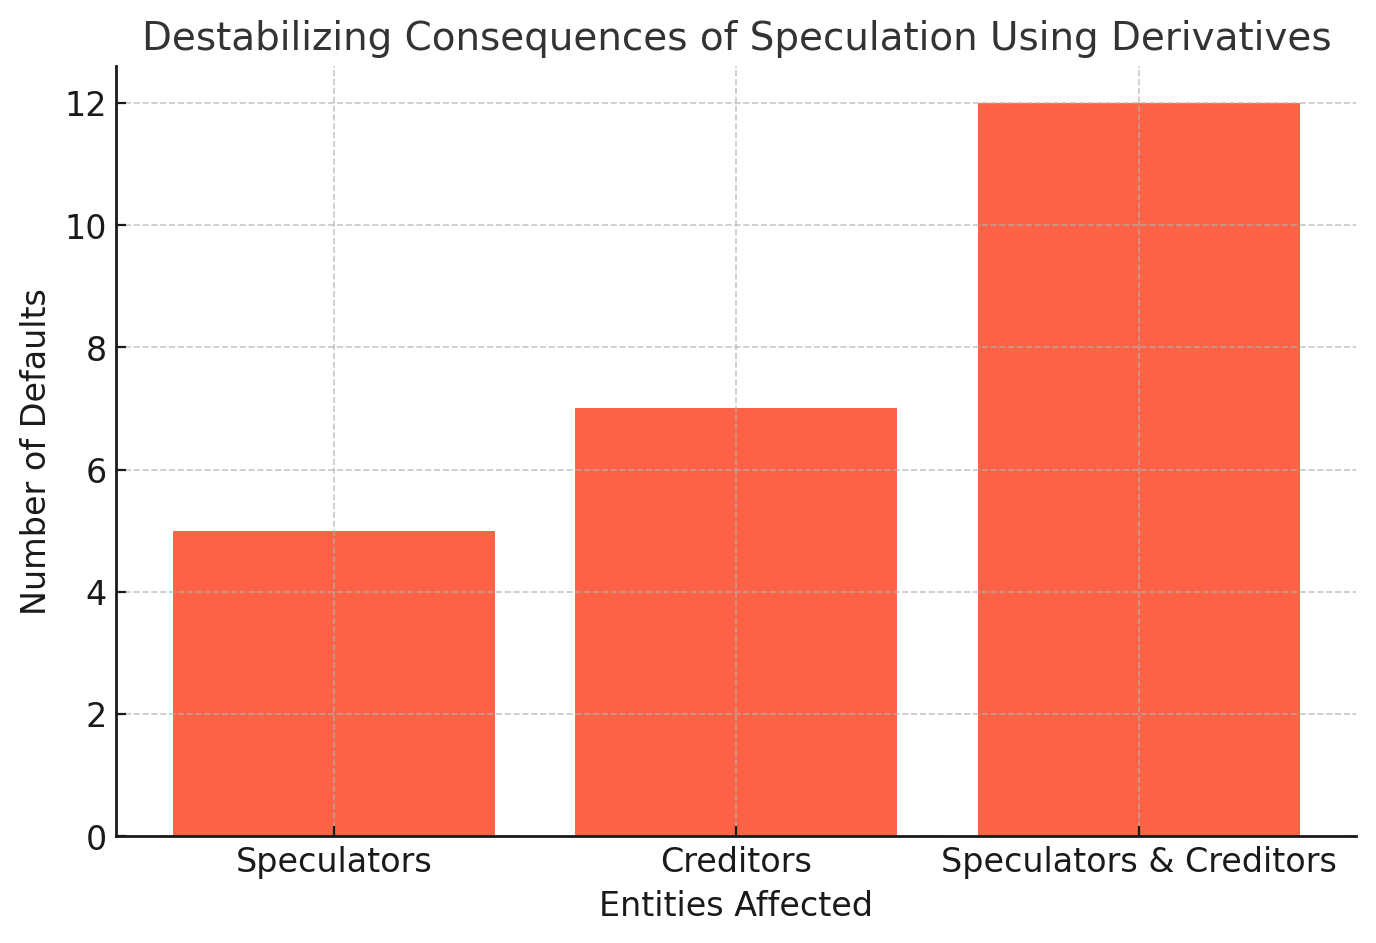 Destabilizing Consequences of Speculation Using Derivatives
12
10
8
6
4
2
0
Number of Defaults
Speculators
Creditors
Speculators & Creditors
Entities Affected